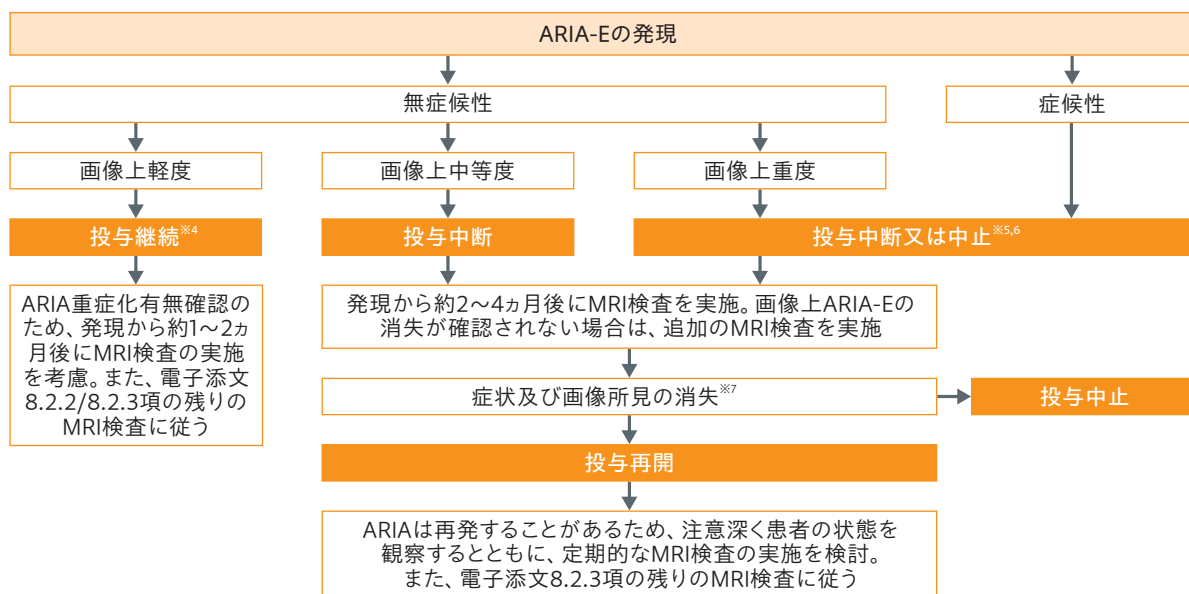 ARIA-Eの発現
無症候性
症候性
画像上軽度
画像上中等度
画像上重度
投与継続※4
投与中断
投与中断又は中止※5,6
ARIA重症化有無確認の
ため、発現から約1～2ヵ
月後にMRI検査の実施
を考慮。また、電子添文
8.2.2/8.2.3項の残りの
MRI検査に従う
発現から約2～4ヵ月後にMRI検査を実施。画像上ARIA-Eの
消失が確認されない場合は、追加のMRI検査を実施
症状及び画像所見の消失※7
投与中止
投与再開
ARIAは再発することがあるため、注意深く患者の状態を
観察するとともに、定期的なMRI検査の実施を検討。
また、電子添文8.2.3項の残りのMRI検査に従う